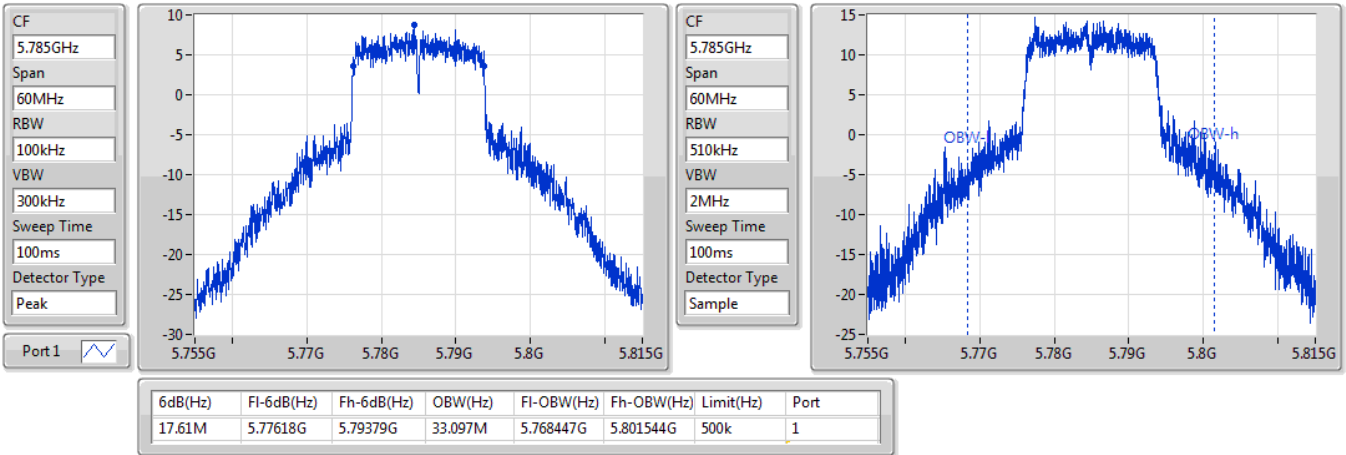 CF
5.785GHz
Span
60MHz
RBW
100kHz
VBW
300kHz
Sweep Time
100ms
Detector Type
Peak
Port 1
10
5
0
-5
-10
-15
-20
-25
-30
5.755G 5.77G 5.78G 5.79G 5.8G 5.815G
CF
5.785GHz
Span
60MHz
RBW
510kHz
VBW
2MHz
Sweep Time
100ms
Detector Type
Sample
15
10
5
0
-5
-10
-15
-20
-25
OBW-h
5.755G 5.77G 5.78G 5.79G 5.8G 5.815G
6dB(Hz) Fl-6dB(Hz) Fh-6dB(Hz) OBW(Hz) Fl-OBW(Hz) Fh-OBW(Hz) Limit(Hz) Port
17.61M 5.77618G 5.79379G 33.097M 5.768447G 5.801544G 500k 1